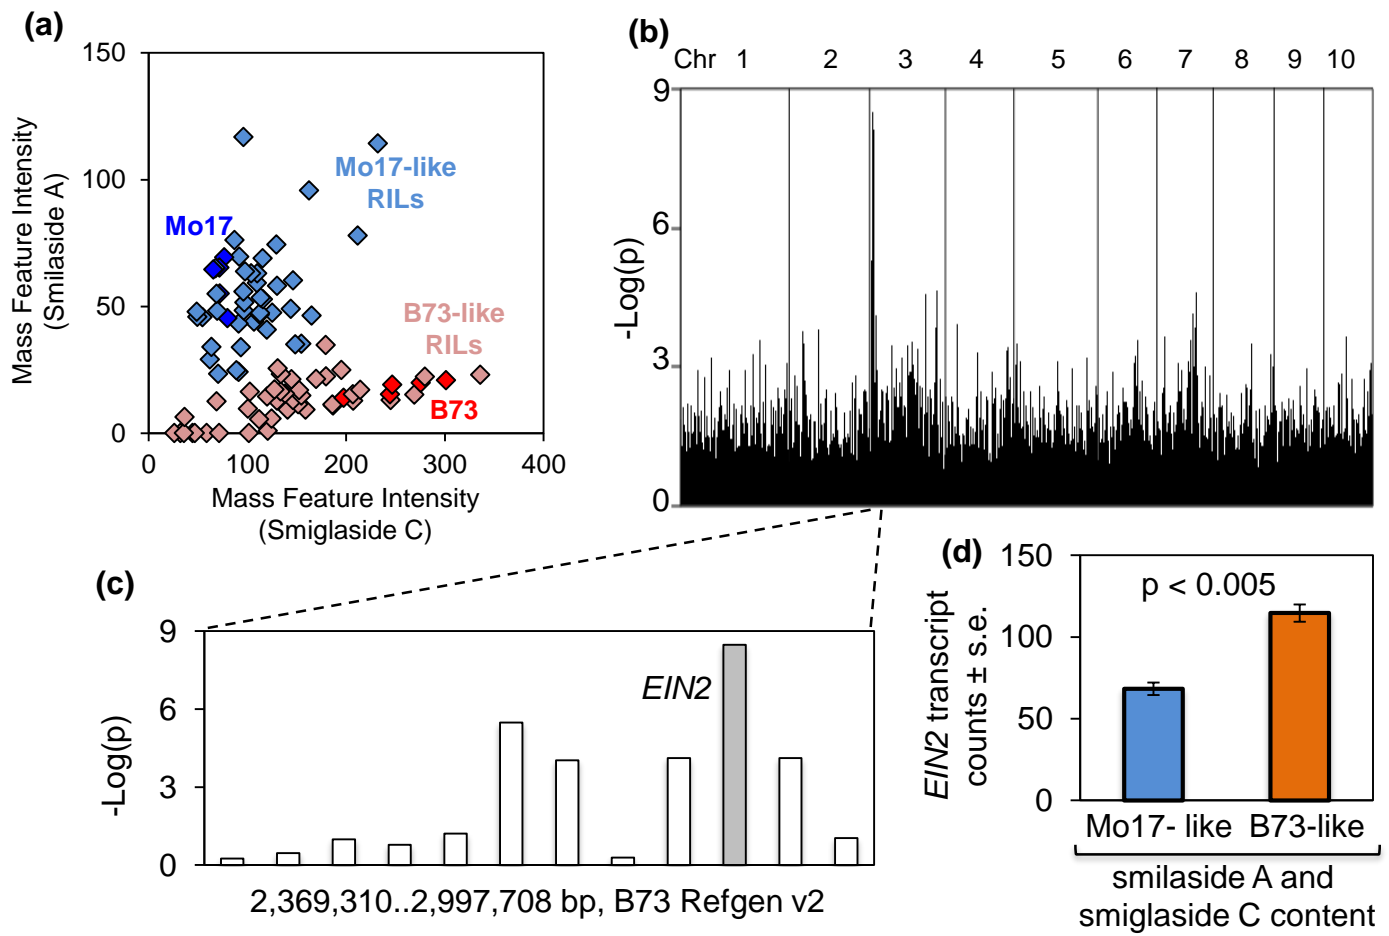 (a)
150
100
50
0
0 100 200 300 400
Mass Feature Intensity
(Smilaside A)
Mo17-like
RILs
Mo17
B73-like
RILs
B73
Mass Feature Intensity
(Smiglaside C)
(b)
Chr 1 2 3 4 5 6 7 8 9 10
9
6
3
0
-Log(p)
(c)
9
6
3
0
-Log(p)
EIN2
2,369,310..2,997,708 bp, B73 Refgen v2
(d)
150
100
50
0
EIN2 transcript
counts ± s.e.
p < 0.005
Mo17- like B73-like
smilaside A and
smiglaside C content